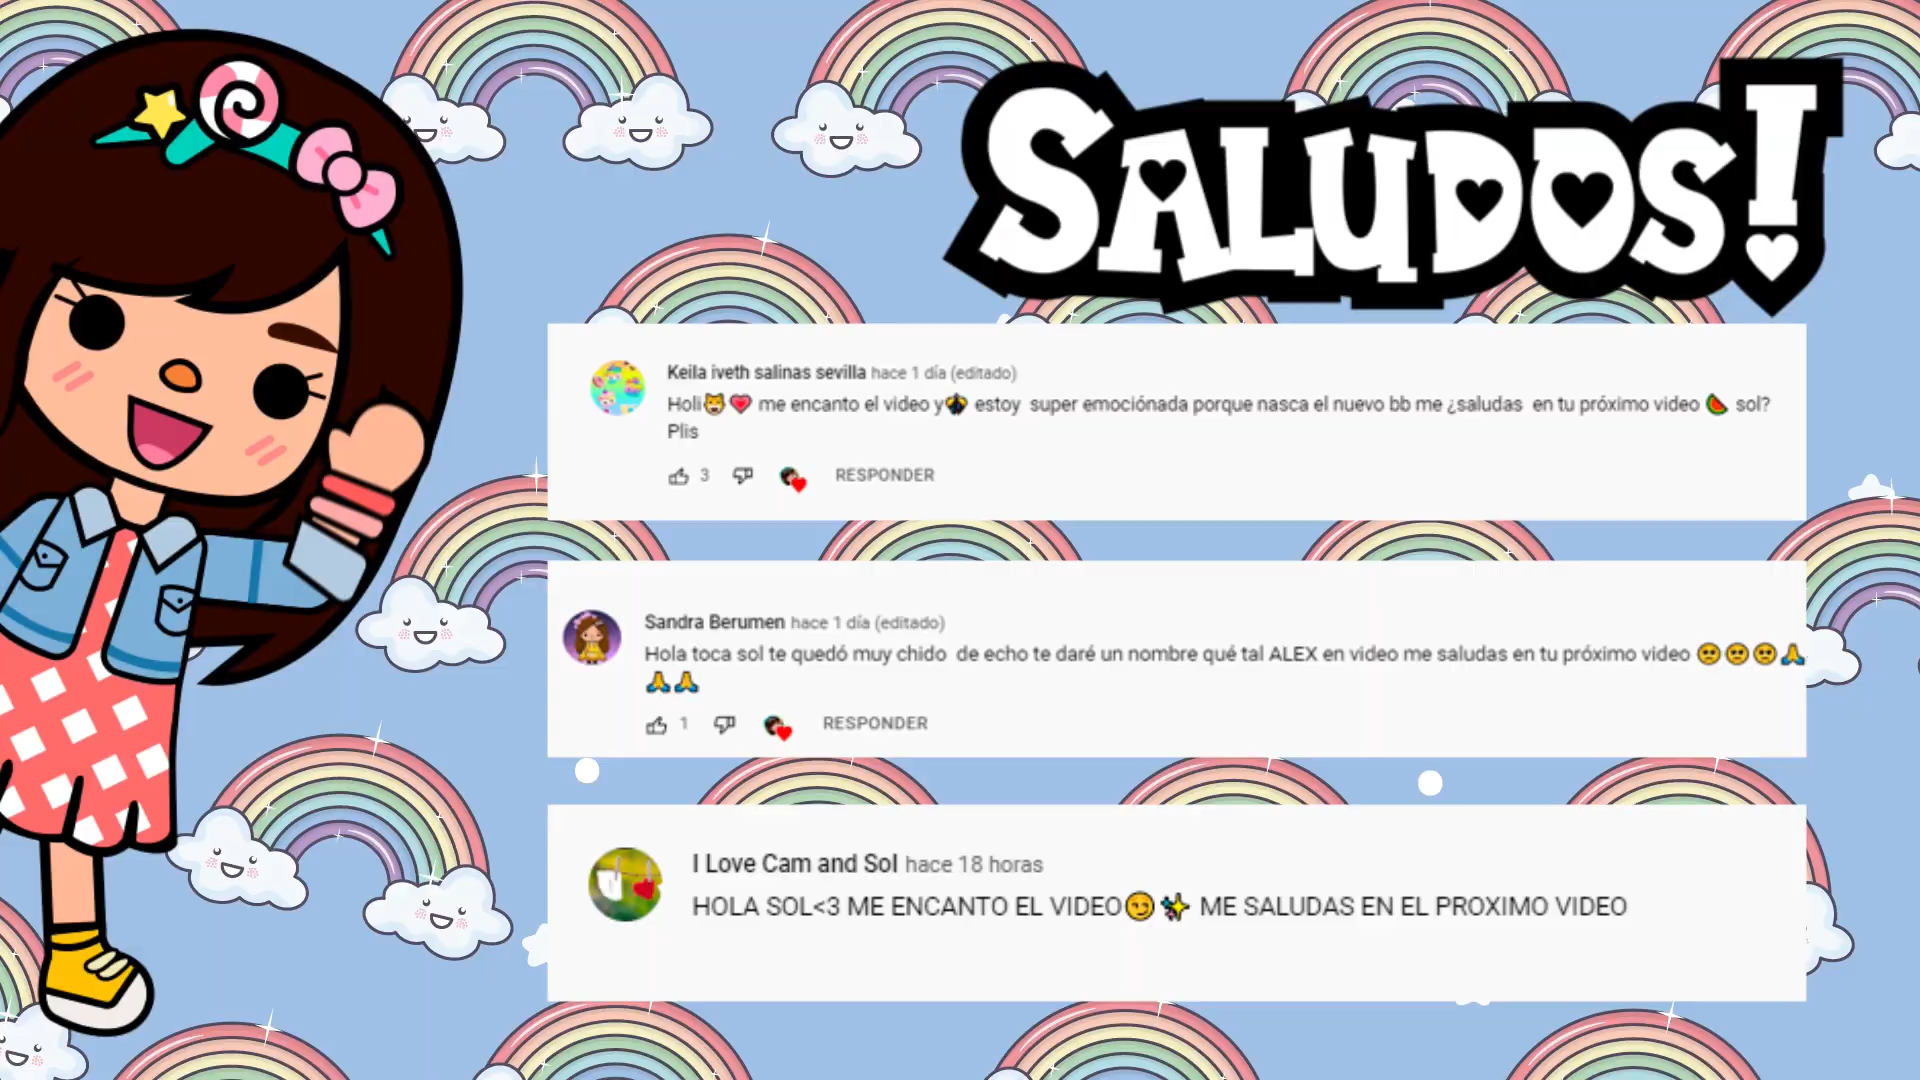 SALUDOS!
Keila iveth salinas sevilla hace 1 día (editado)
Holi😺💗 me encanto el video y🐕‍🦺 estoy super emociónada porque nasca el nuevo bb me ¿saludas en tu próximo video 🍉 sol?
Plis
3 RESPONDER
Sandra Berumen hace 1 día (editado)
Hola toca sol te quedó muy chido de echo te daré un nombre qué tal ALEX en video me saludas en tu próximo video 🥺🥺🥺🙏
🙏🙏
1 RESPONDER
I Love Cam and Sol hace 18 horas
HOLA SOL<3 ME ENCANTO EL VIDEO😏✨ ME SALUDAS EN EL PROXIMO VIDEO